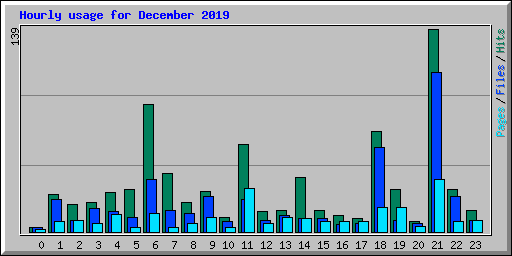 Hourly usage for December 2019
139
Pages/Files/Hits
0 1 2 3 4 5 6 7 8 9 10 11 12 13 14 15 16 17 18 19 20 21 22 23